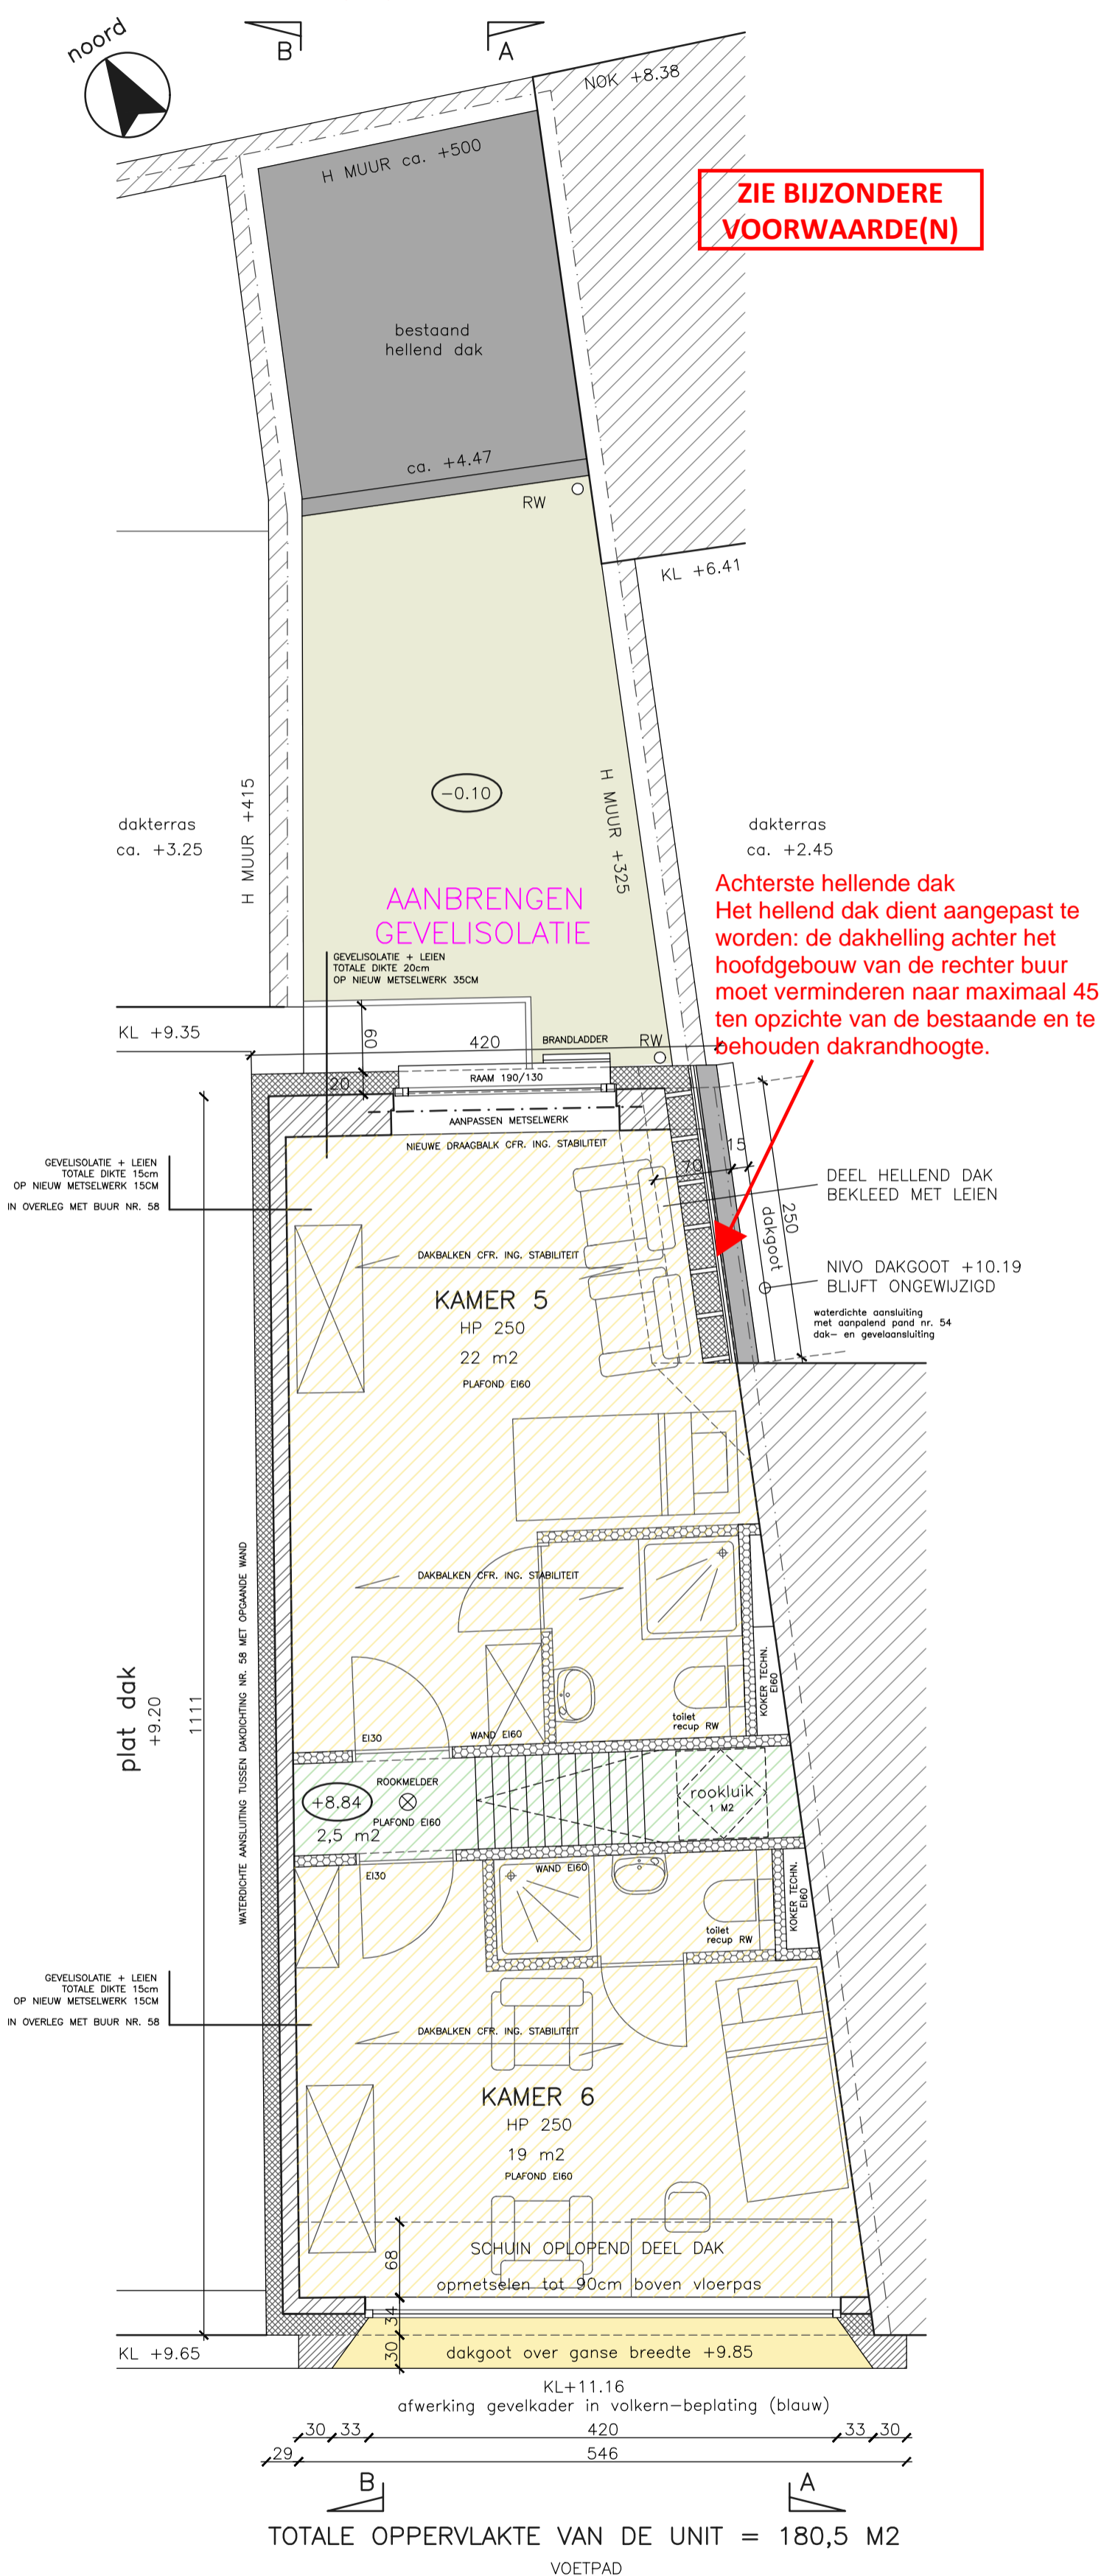 noord
B
A
NOK +8.38
H MUUR ca. +500
ZIE BIJZONDERE
VOORWAARDE(N)
bestaand
hellend dak
ca. +4.47
RW
KL +6.41
H MUUR +415
H MUUR +325
-0.10
dakterras
ca. +3.25
dakterras
ca. +2.45
AANBRENGEN
GEVELISOLATIE
Achterste hellende dak
Het hellend dak dient aangepast te
worden: de dakhelling achter het
hoofdgebouw van de rechter buur
moet verminderen naar maximaal 45
ten opzichte van de bestaande en te
behouden dakrandhoogte.
GEVELISOLATIE + LEIEN
TOTALE DIKTE 20cm
OP NIEUW METSELWERK 35CM
KL +9.35
60
420
BRANDLADDER
RW
20
RAAM 190/130
AANPASSEN METSELWERK
NIEUWE DRAAGBALK CFR. ING. STABILITEIT
15
70
GEVELISOLATIE + LEIEN
TOTALE DIKTE 15cm
OP NIEUW METSELWERK 15CM
IN OVERLEG MET BUUR NR. 58
DEEL HELLEND DAK
BEKLEED MET LEIEN
250
dakgoot
NIVO DAKGOOT +10.19
BLIJFT ONGEWIJZIGD
waterdichte aansluiting
met aanpalend pand nr. 54
dak- en gevelaansluiting
DAKBALKEN CFR. ING. STABILITEIT
KAMER 5
HP 250
22 m2
PLAFOND EI60
DAKBALKEN CFR. ING. STABILITEIT
WATERDICHTE AANSLUITING TUSSEN DAKDICHTING NR. 58 MET OPGAANDE WAND
plat dak
+9.20
1111
KOKER TECHN.
EI60
toilet
recup RW
EI30
WAND EI60
ROOKMELDER
+8.84
PLAFOND EI60
2,5 m2
rookluik
1 M2
EI30
WAND EI60
KOKER TECHN.
EI60
toilet
recup RW
GEVELISOLATIE + LEIEN
TOTALE DIKTE 15cm
OP NIEUW METSELWERK 15CM
IN OVERLEG MET BUUR NR. 58
DAKBALKEN CFR. ING. STABILITEIT
KAMER 6
HP 250
19 m2
PLAFOND EI60
68
SCHUIN OPLOPEND DEEL DAK
opmetselen tot 90cm boven vloerpas
34
30
KL +9.65
dakgoot over ganse breedte +9.85
KL+11.16
afwerking gevelkader in volkern-beplating (blauw)
30 33 420 33 30
29 546
B
A
TOTALE OPPERVLAKTE VAN DE UNIT = 180,5 M2
VOETPAD